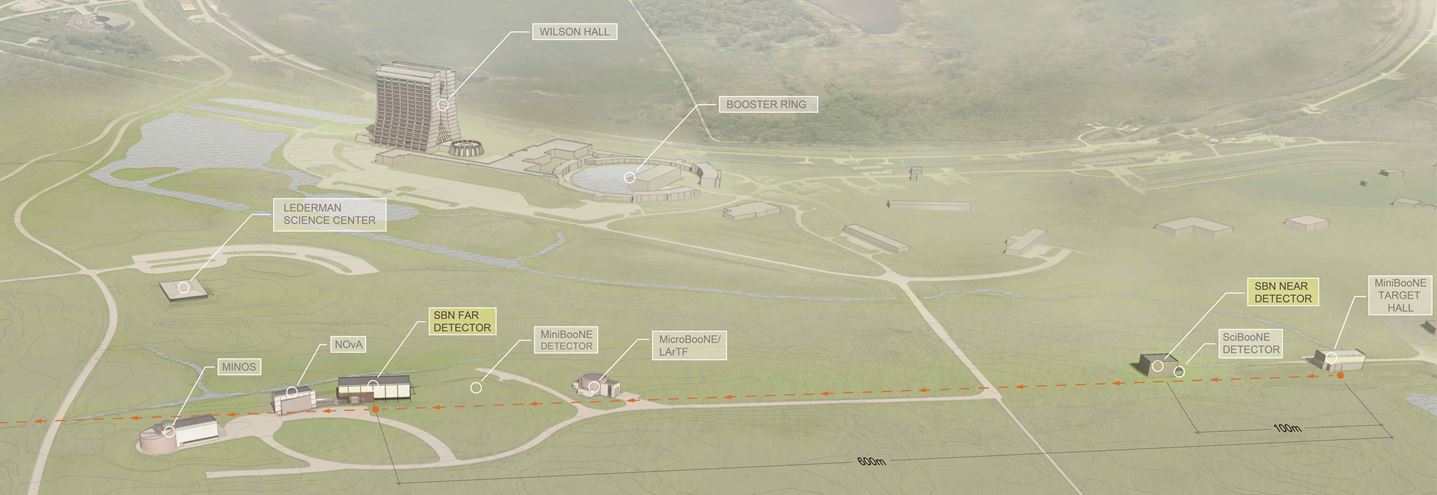 WILSON HALL
BOOSTER RING
LEDERMAN
SCIENCE CENTER
SBN NEAR
DETECTOR
MiniBooNE
TARGET
HALL
SBN FAR
DETECTOR
MiniBooNE
DETECTOR
MicroBooNE/
LArTF
SciBooNE
DETECTOR
NOvA
MINOS
100m
600m